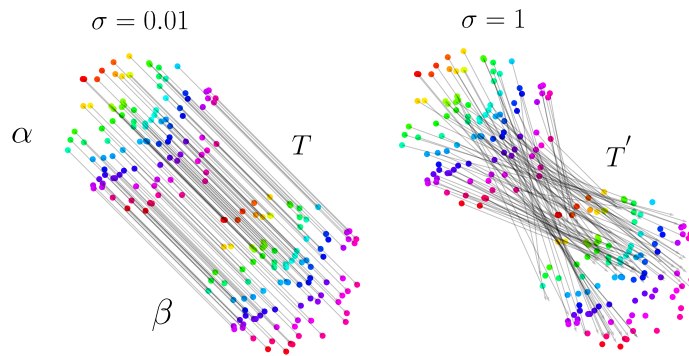 σ = 0.01
σ = 1
α
T
T′
β